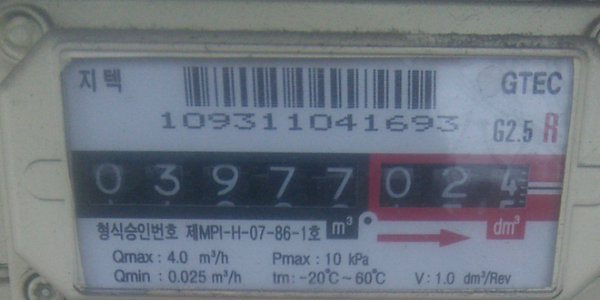 지텍 GTEC
109311041693 G2.5 R
03977 024
형식승인번호 제MPI-H-07-86-1호 m³ dm³
Qmax : 4.0 m³/h Pmax : 10 kPa
Qmin : 0.025 m³/h tm : -20℃~60℃ V : 1.0 dm³/Rev